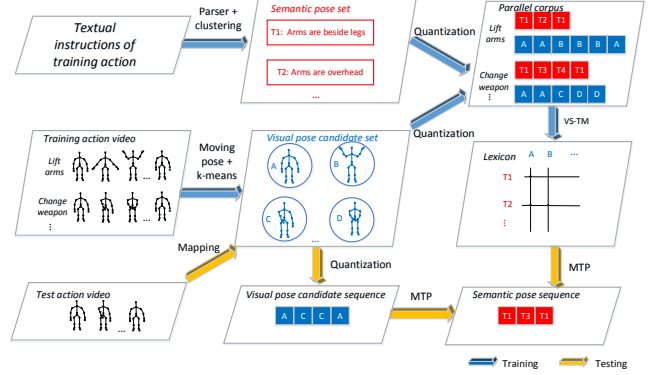 Textual
instructions of
training action
Parser +
clustering
Semantic pose set
T1: Arms are beside legs
T2: Arms are overhead
...
Quantization
Parallel corpus
Lift
arms
T1 T2 T1
A A B B B A
Change
weapon
⋮
T1 T3 T4 T1
A A C D D
Quantization
VS-TM
Training action video
Lift
arms
...
Change
weapon
...
⋮
Moving
pose +
k-means
Visual pose candidate set
A
B
C
D
...
Lexicon
A B ...
T1
T2
⋮
Mapping
Quantization
MTP
Test action video
...
Visual pose candidate sequence
A C C A
MTP
Semantic pose sequence
T1 T3 T1
Training
Testing